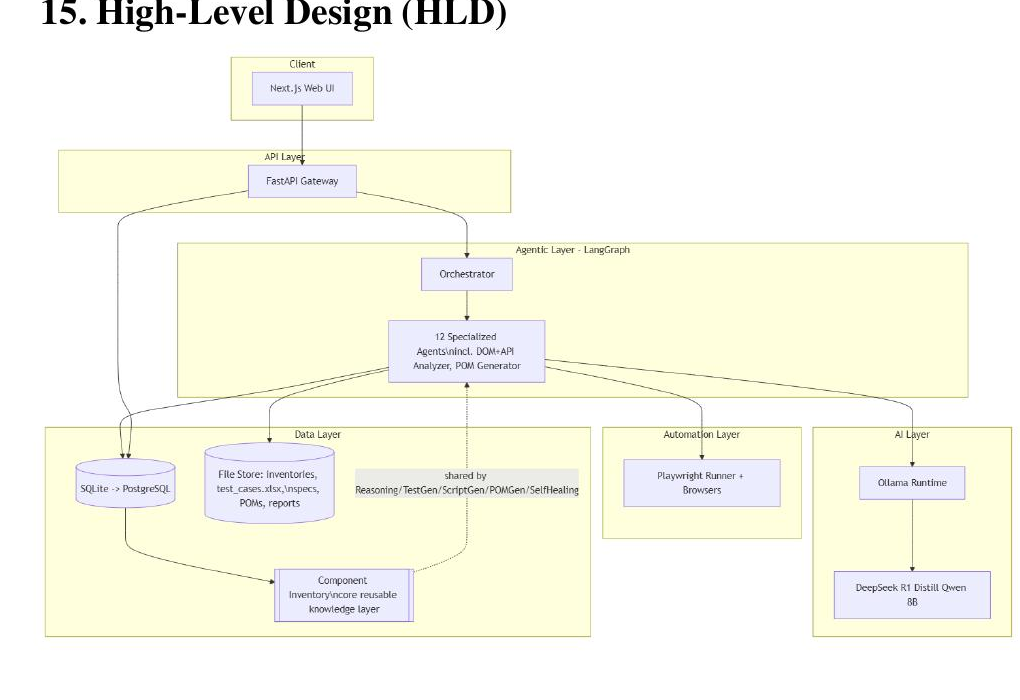 15. High-Level Design (HLD)
Client
Next.js Web UI
API Layer
FastAPI Gateway
Agentic Layer - LangGraph
Orchestrator
12 Specialized
Agents\nincl. DOM+API
Analyzer, POM Generator
Data Layer
SQLite -> PostgreSQL
File Store: inventories,
test_cases.xlsx,\nspecs,
POMs, reports
shared by
Reasoning/TestGen/ScriptGen/POMGen/SelfHealing
Component
Inventory\ncore reusable
knowledge layer
Automation Layer
Playwright Runner +
Browsers
AI Layer
Ollama Runtime
DeepSeek R1 Distill Qwen
8B